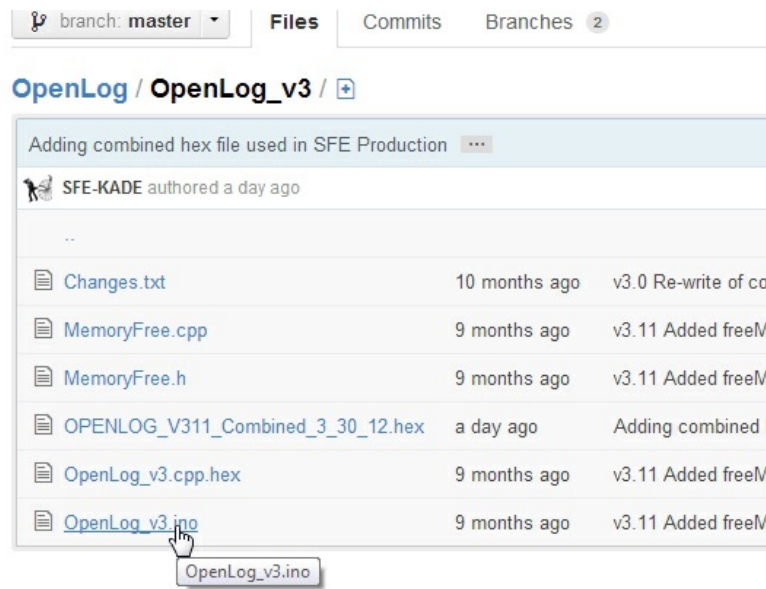 branch: master Files Commits Branches 2
OpenLog / OpenLog_v3 /
Adding combined hex file used in SFE Production ...
SFE-KADE authored a day ago
..
Changes.txt 10 months ago v3.0 Re-write of co
MemoryFree.cpp 9 months ago v3.11 Added freeM
MemoryFree.h 9 months ago v3.11 Added freeM
OPENLOG_V311_Combined_3_30_12.hex a day ago Adding combined
OpenLog_v3.cpp.hex 9 months ago v3.11 Added freeM
OpenLog_v3.ino 9 months ago v3.11 Added freeM
OpenLog_v3.ino